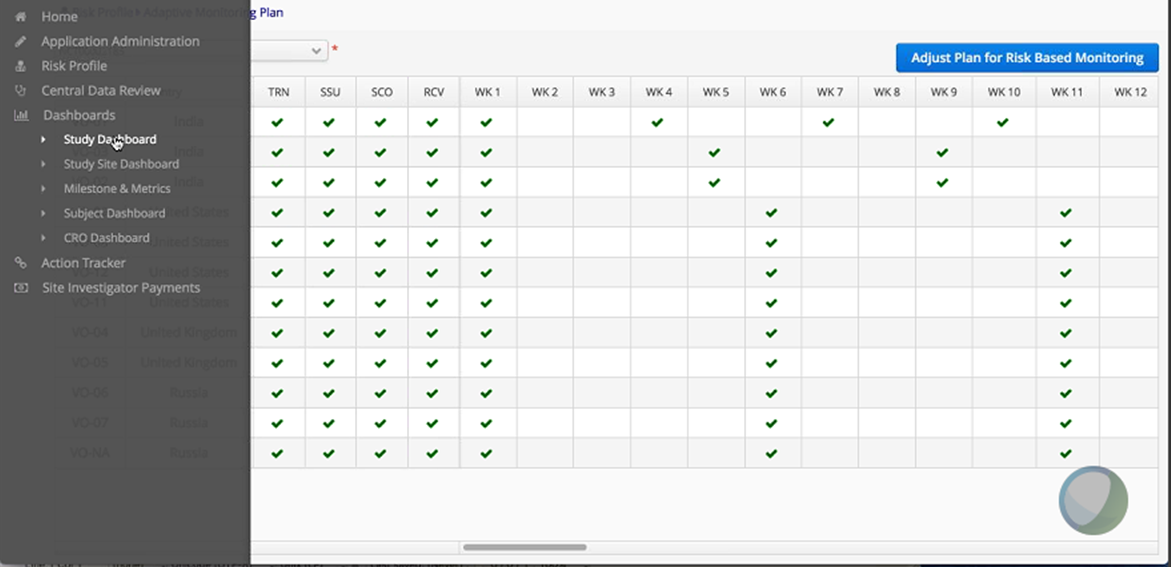 Home
Risk Profile Adaptive Monitoring Plan
Application Administration
*
Adjust Plan for Risk Based Monitoring
Risk Profile
Central Data Review
TRN SSU SCO RCV WK 1 WK 2 WK 3 WK 4 WK 5 WK 6 WK 7 WK 8 WK 9 WK 10 WK 11 WK 12
Dashboards
India
Study Dashboard
India
Study Site Dashboard
India
Milestone & Metrics
Subject Dashboard
United States
CRO Dashboard
United States
Action Tracker
United States
Site Investigator Payments
VO-11 United States
VO-04 United Kingdom
VO-05 United Kingdom
VO-06 Russia
VO-07 Russia
VO-NA Russia